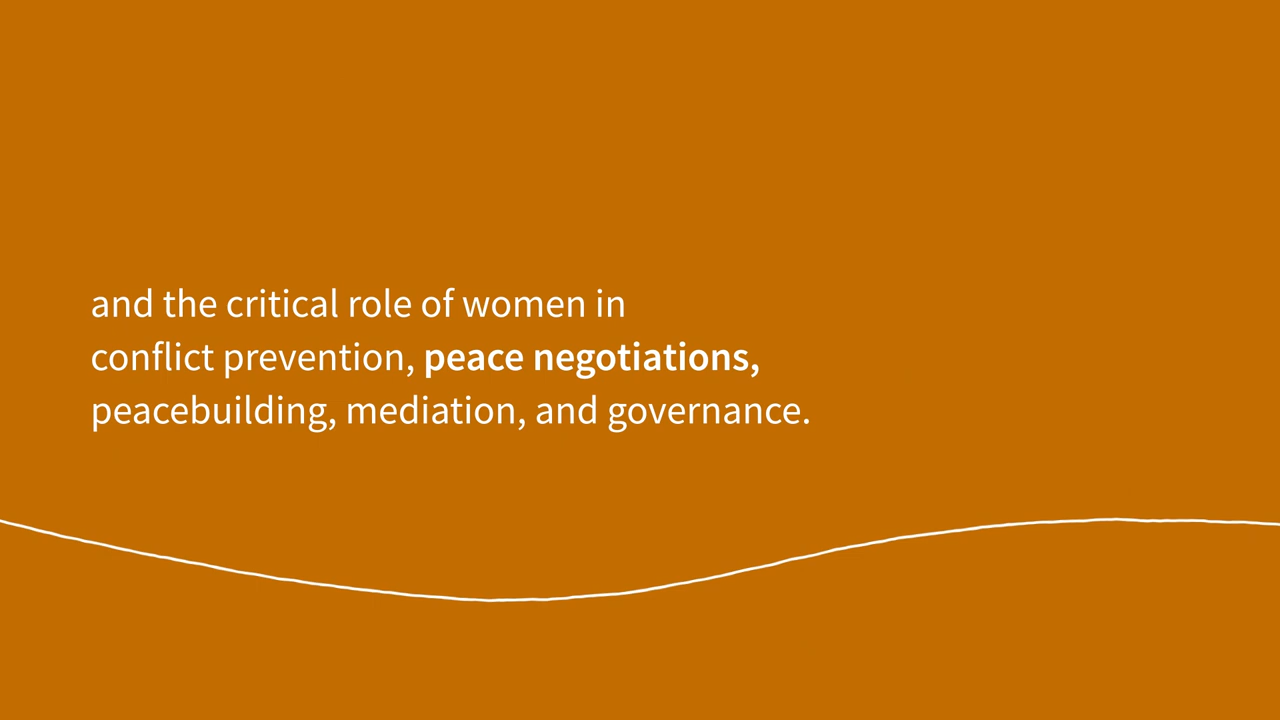 and the critical role of women in
conflict prevention, peace negotiations,
peacebuilding, mediation, and governance.